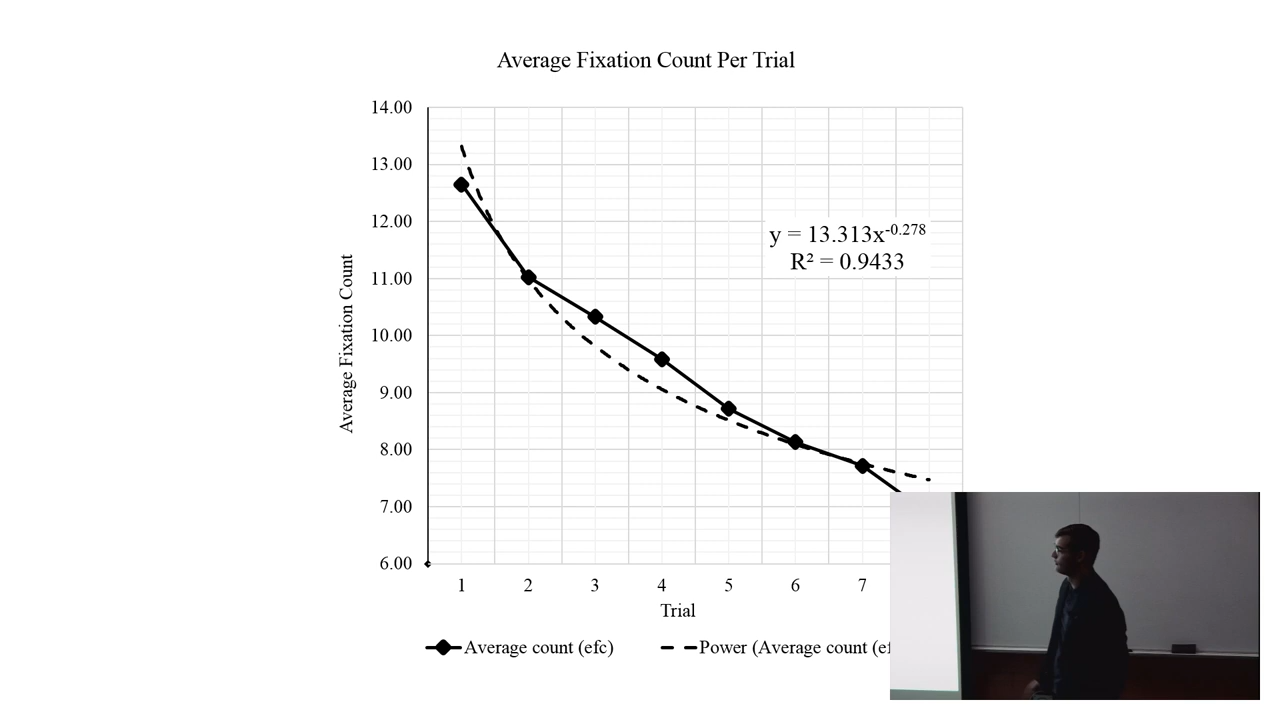 Average Fixation Count Per Trial
14.00
13.00
12.00
11.00
10.00
9.00
8.00
7.00
6.00
Average Fixation Count
y = 13.313x^-0.278
R² = 0.9433
1 2 3 4 5 6 7
Trial
Average count (efc)
Power (Average count